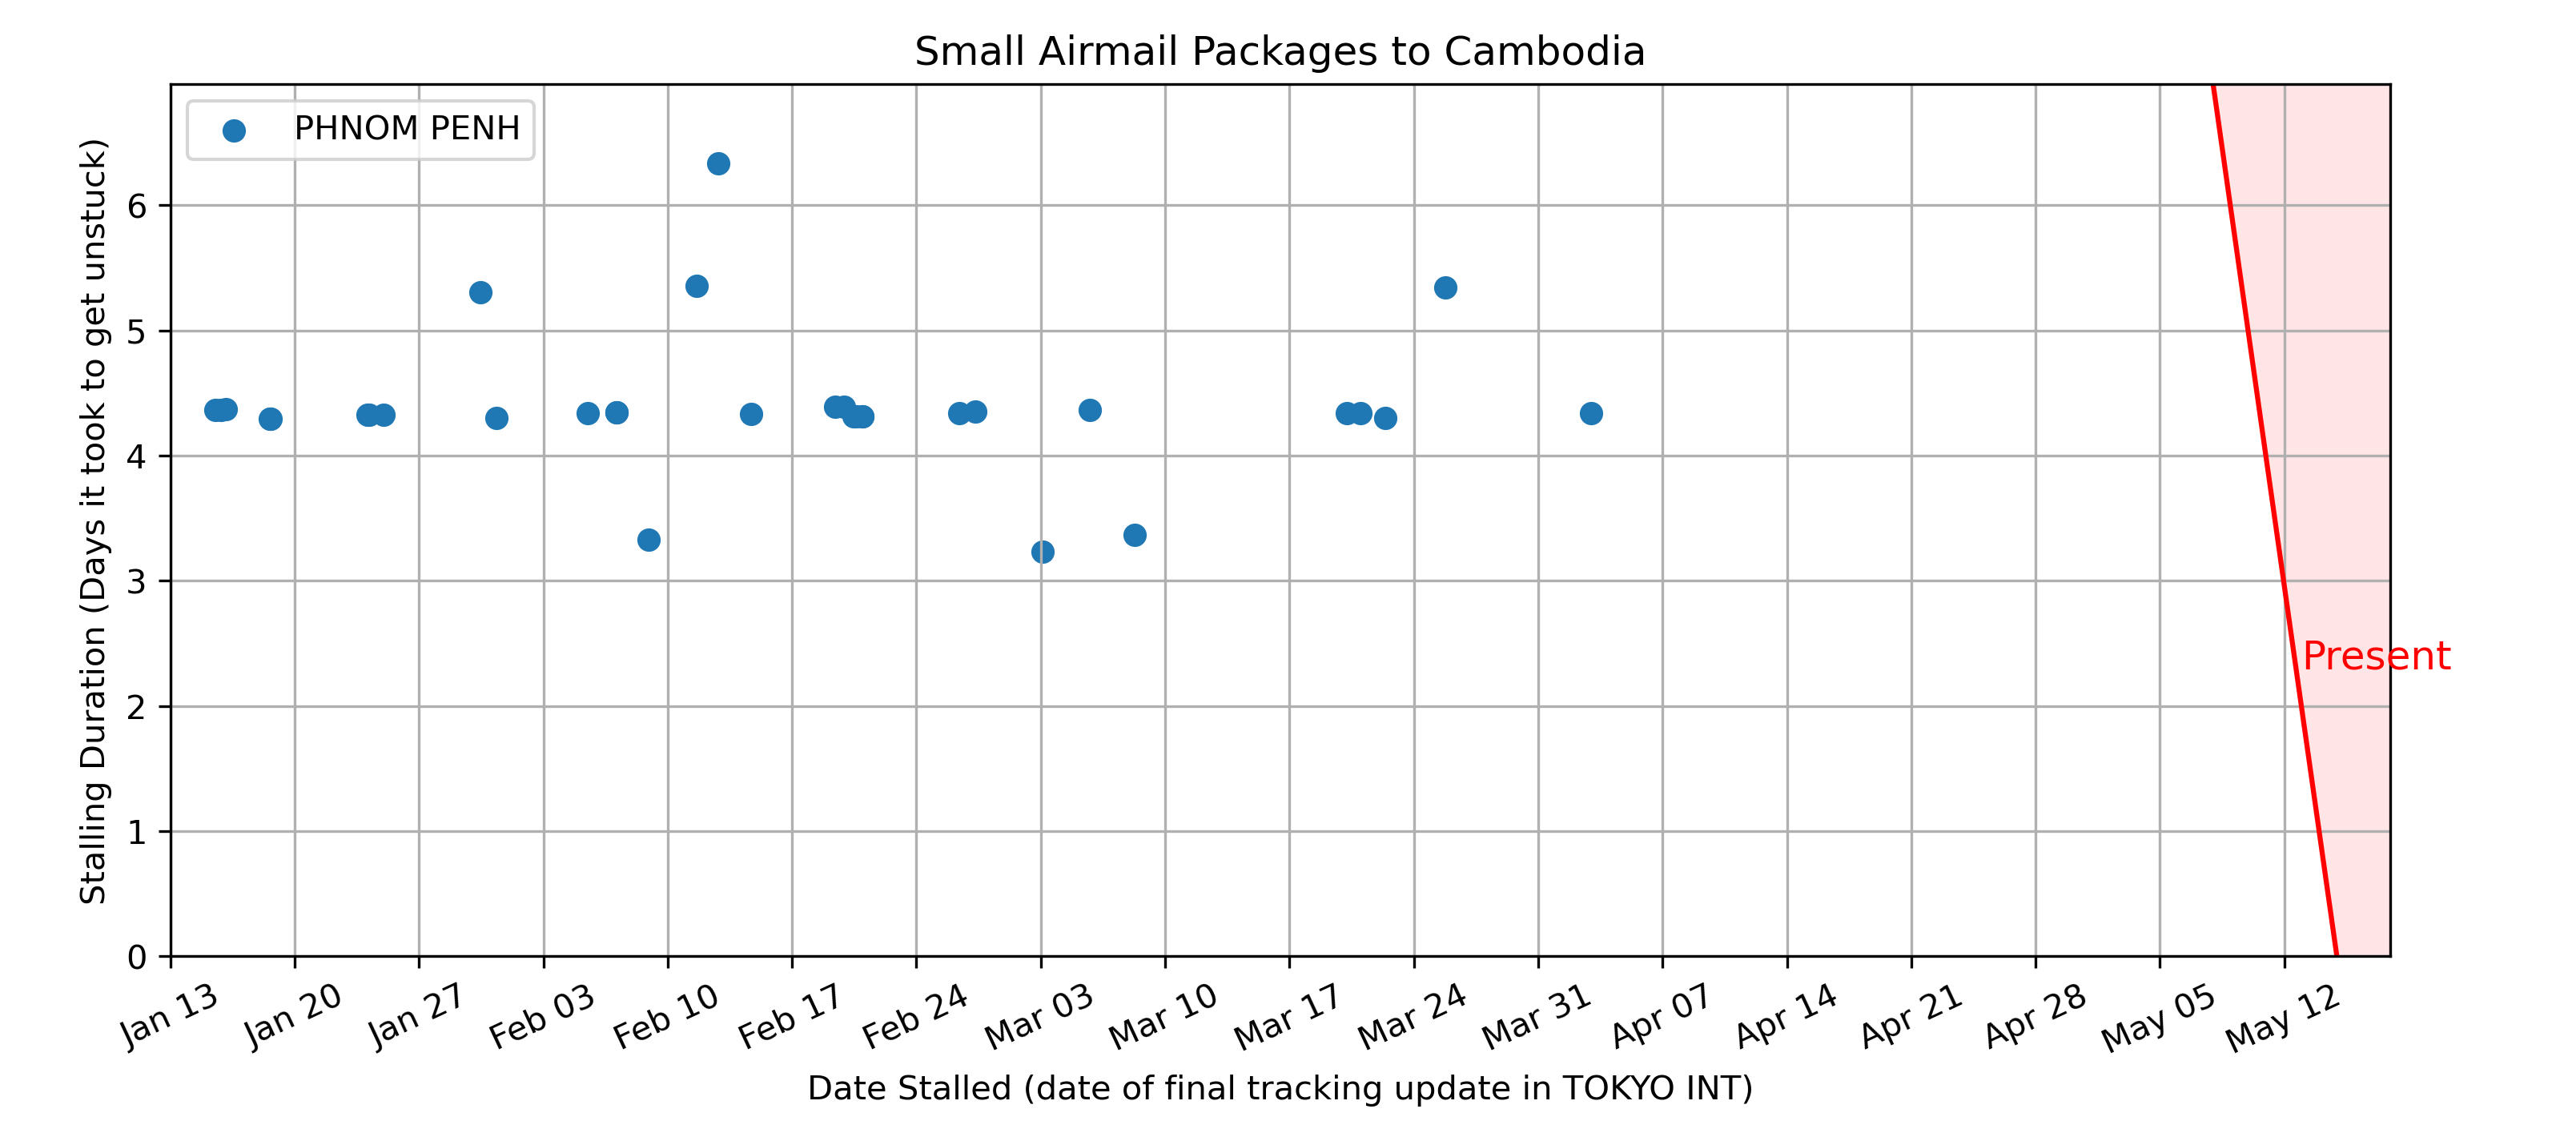 Small Airmail Packages to Cambodia
PHNOM PENH
Stalling Duration (Days it took to get unstuck)
6
5
4
3
2
1
0
Present
Jan 13
Jan 20
Jan 27
Feb 03
Feb 10
Feb 17
Feb 24
Mar 03
Mar 10
Mar 17
Mar 24
Mar 31
Apr 07
Apr 14
Apr 21
Apr 28
May 05
May 12
Date Stalled (date of final tracking update in TOKYO INT)